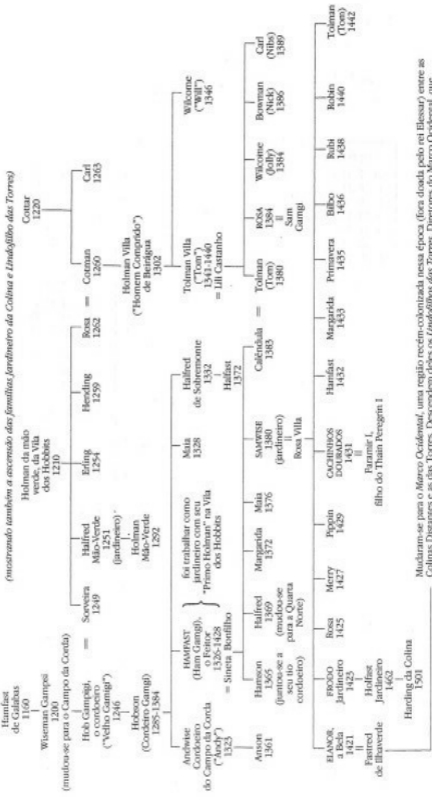 (mostrando também a ascensão das famílias Jardineiro da Colina e Lindofilho das Torres)
Hamfast
de Galabas
1160
Wiseman Gampsi
1200
(mudou-se para o Campo da Corda)
Holman da mão
verde, da Vila
dos Hobbits
1210
Cottar
1220
Hob Gampigi,
o cordoeiro
("Velho Gamigi")
1246
=
Soveira
1249
Halfred
Mão-Verde
1251
(jardineiro)
Erling
1254
Hending
1259
Rosa
1262
=
Cotman
1260
Carl
1263
Hobson
(Cordeiro Gamgi)
1285-1384
Holman
Mão-Verde
1292
Holman Villa
("Homem Comprido")
de Beirágua
1302
Andwise
Cordoeiro
do Campo da Corda
("Andy")
1323
HAMFAST
(Ham Gamgi),
o Feitor
1326-1428
= Sineta Bonfilho
foi trabalhar como
jardineiro com seu
"Primo Holman" na Vila
dos Hobbits
Maia
1328
Halfred
de Sobremonte
1332
Halfast
1372
Tolman Villa
("Tom")
1341-1440
= Lili Castanho
Wilcome
("Will")
1346
Anson
1361
Hamson
1365
(juntou-se a
seu tio
cordoeiro)
Halfred
1369
(mudou-se
para a Quarta
Norte)
Margarida
1372
Maia
1376
SAMWISE
1380
(jardineiro)
=
Rosa Villa
Calêndula
1383
=
Tolman
(Tom)
1380
ROSA
1384
=
Sam
Gamgi
Wilcome
(Jolly)
1384
Bowman
(Nick)
1386
Carl
(Nibs)
1389
ELANOR,
a Bela
1421
=
Fastred
de Ilhaverde
FRODO
Jardineiro
1423
Holfast
Jardineiro
1462
Harding da Colina
1501
Rosa
1425
Merry
1427
Pippin
1429
CACHINHOS
DOURADOS
1431
=
Faramir I,
filho do Thain Peregrin I
Hamfast
1432
Margarida
1433
Primavera
1435
Bilbo
1436
Rubi
1438
Robin
1440
Tolman
(Tom)
1442
Mudaram-se para o Marco Ocidental, uma região recém-colonizada nessa época (fora doada pelo rei Elessar) entre as
Colinas Distantes e as das Torres. Descendem deles os Lindofilhos das Torres, Diretores do Marco Ocidental, que